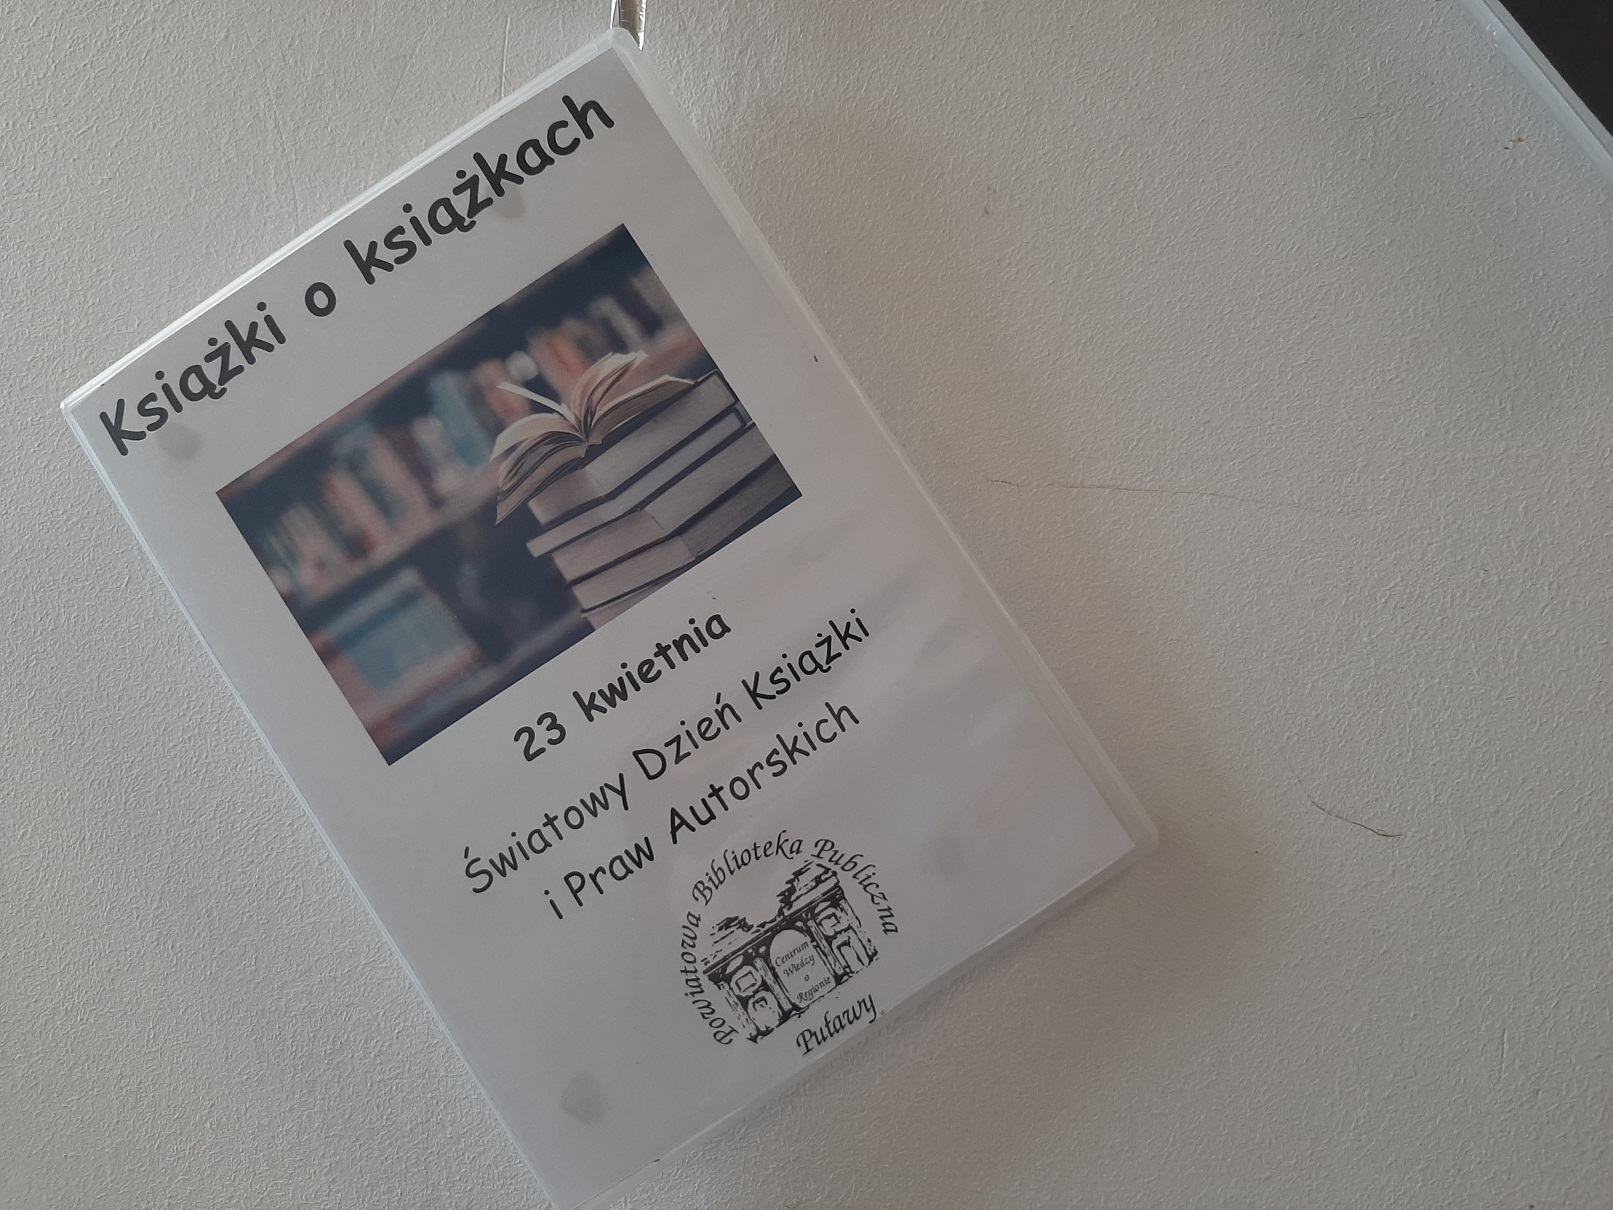 Książki o książkach
23 kwietnia
Światowy Dzień Książki
i Praw Autorskich
Powiatowa Biblioteka Publiczna
Centrum
Wiedzy
o
Regionie
Puławy